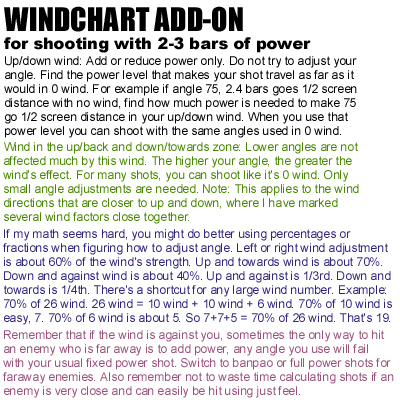 WINDCHART ADD-ON
for shooting with 2-3 bars of power
Up/down wind: Add or reduce power only. Do not try to adjust your
angle. Find the power level that makes your shot travel as far as it
would in 0 wind. For example if angle 75, 2.4 bars goes 1/2 screen
distance with no wind, find how much power is needed to make 75
go 1/2 screen distance in your up/down wind. When you use that
power level you can shoot with the same angles used in 0 wind.
Wind in the up/back and down/towards zone: Lower angles are not
affected much by this wind. The higher your angle, the greater the
wind's effect. For many shots, you can shoot like it's 0 wind. Only
small angle adjustments are needed. Note: This applies to the wind
directions that are closer to up and down, where I have marked
several wind factors close together.
If my math seems hard, you might do better using percentages or
fractions when figuring how to adjust angle. Left or right wind adjustment
is about 60% of the wind's strength. Up and towards wind is about 70%.
Down and against wind is about 40%. Up and against is 1/3rd. Down and
towards is 1/4th. There's a shortcut for any large wind number. Example:
70% of 26 wind. 26 wind = 10 wind + 10 wind + 6 wind. 70% of 10 wind is
easy, 7. 70% of 6 wind is about 5. So 7+7+5 = 70% of 26 wind. That's 19.
Remember that if the wind is against you, sometimes the only way to hit
an enemy who is far away is to add power, any angle you use will fail
with your usual fixed power shot. Switch to banpao or full power shots for
faraway enemies. Also remember not to waste time calculating shots if an
enemy is very close and can easily be hit using just feel.